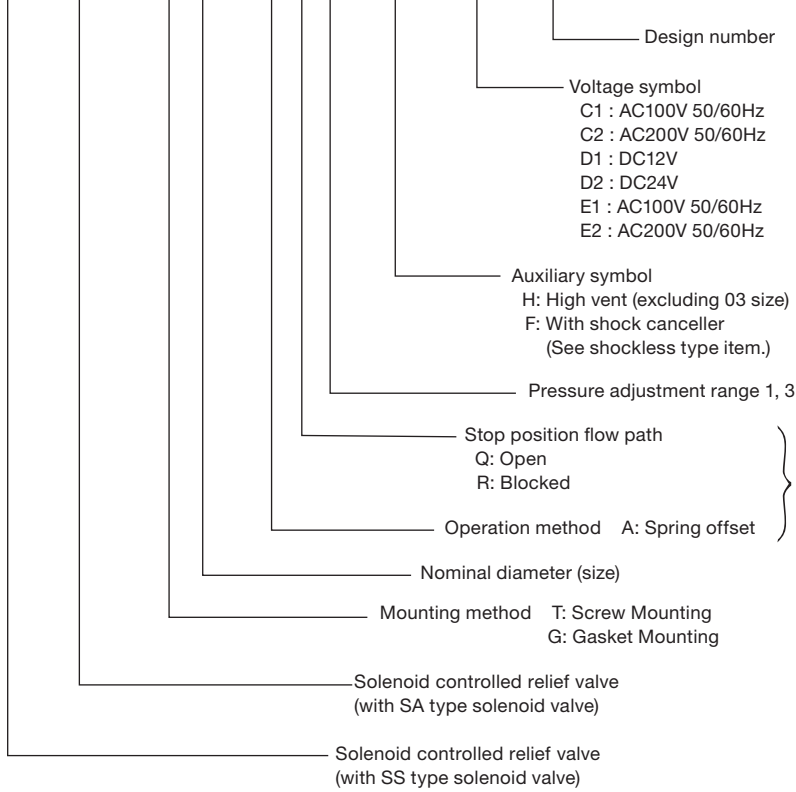 Design number
Voltage symbol
C1 : AC100V 50/60Hz
C2 : AC200V 50/60Hz
D1 : DC12V
D2 : DC24V
E1 : AC100V 50/60Hz
E2 : AC200V 50/60Hz
Auxiliary symbol
H: High vent (excluding 03 size)
F: With shock canceller
(See shockless type item.)
Pressure adjustment range 1, 3
Stop position flow path
Q: Open
R: Blocked
Operation method A: Spring offset
Nominal diameter (size)
Mounting method T: Screw Mounting
G: Gasket Mounting
Solenoid controlled relief valve
(with SA type solenoid valve)
Solenoid controlled relief valve
(with SS type solenoid valve)